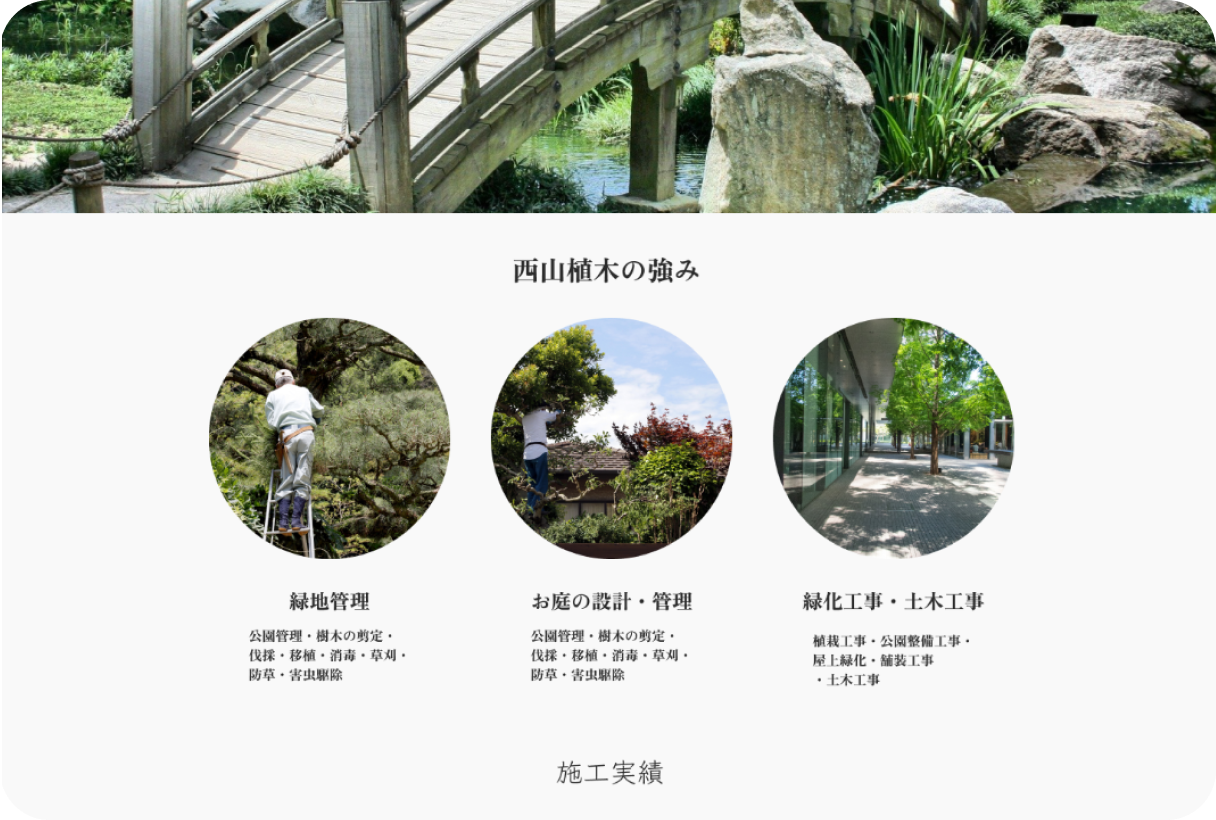 西山植木の強み
緑地管理
公園管理・樹木の剪定・
伐採・移植・消毒・草刈・
防草・害虫駆除
お庭の設計・管理
公園管理・樹木の剪定・
伐採・移植・消毒・草刈・
防草・害虫駆除
緑化工事・土木工事
植栽工事・公園整備工事・
屋上緑化・舗装工事
・土木工事
施工実績